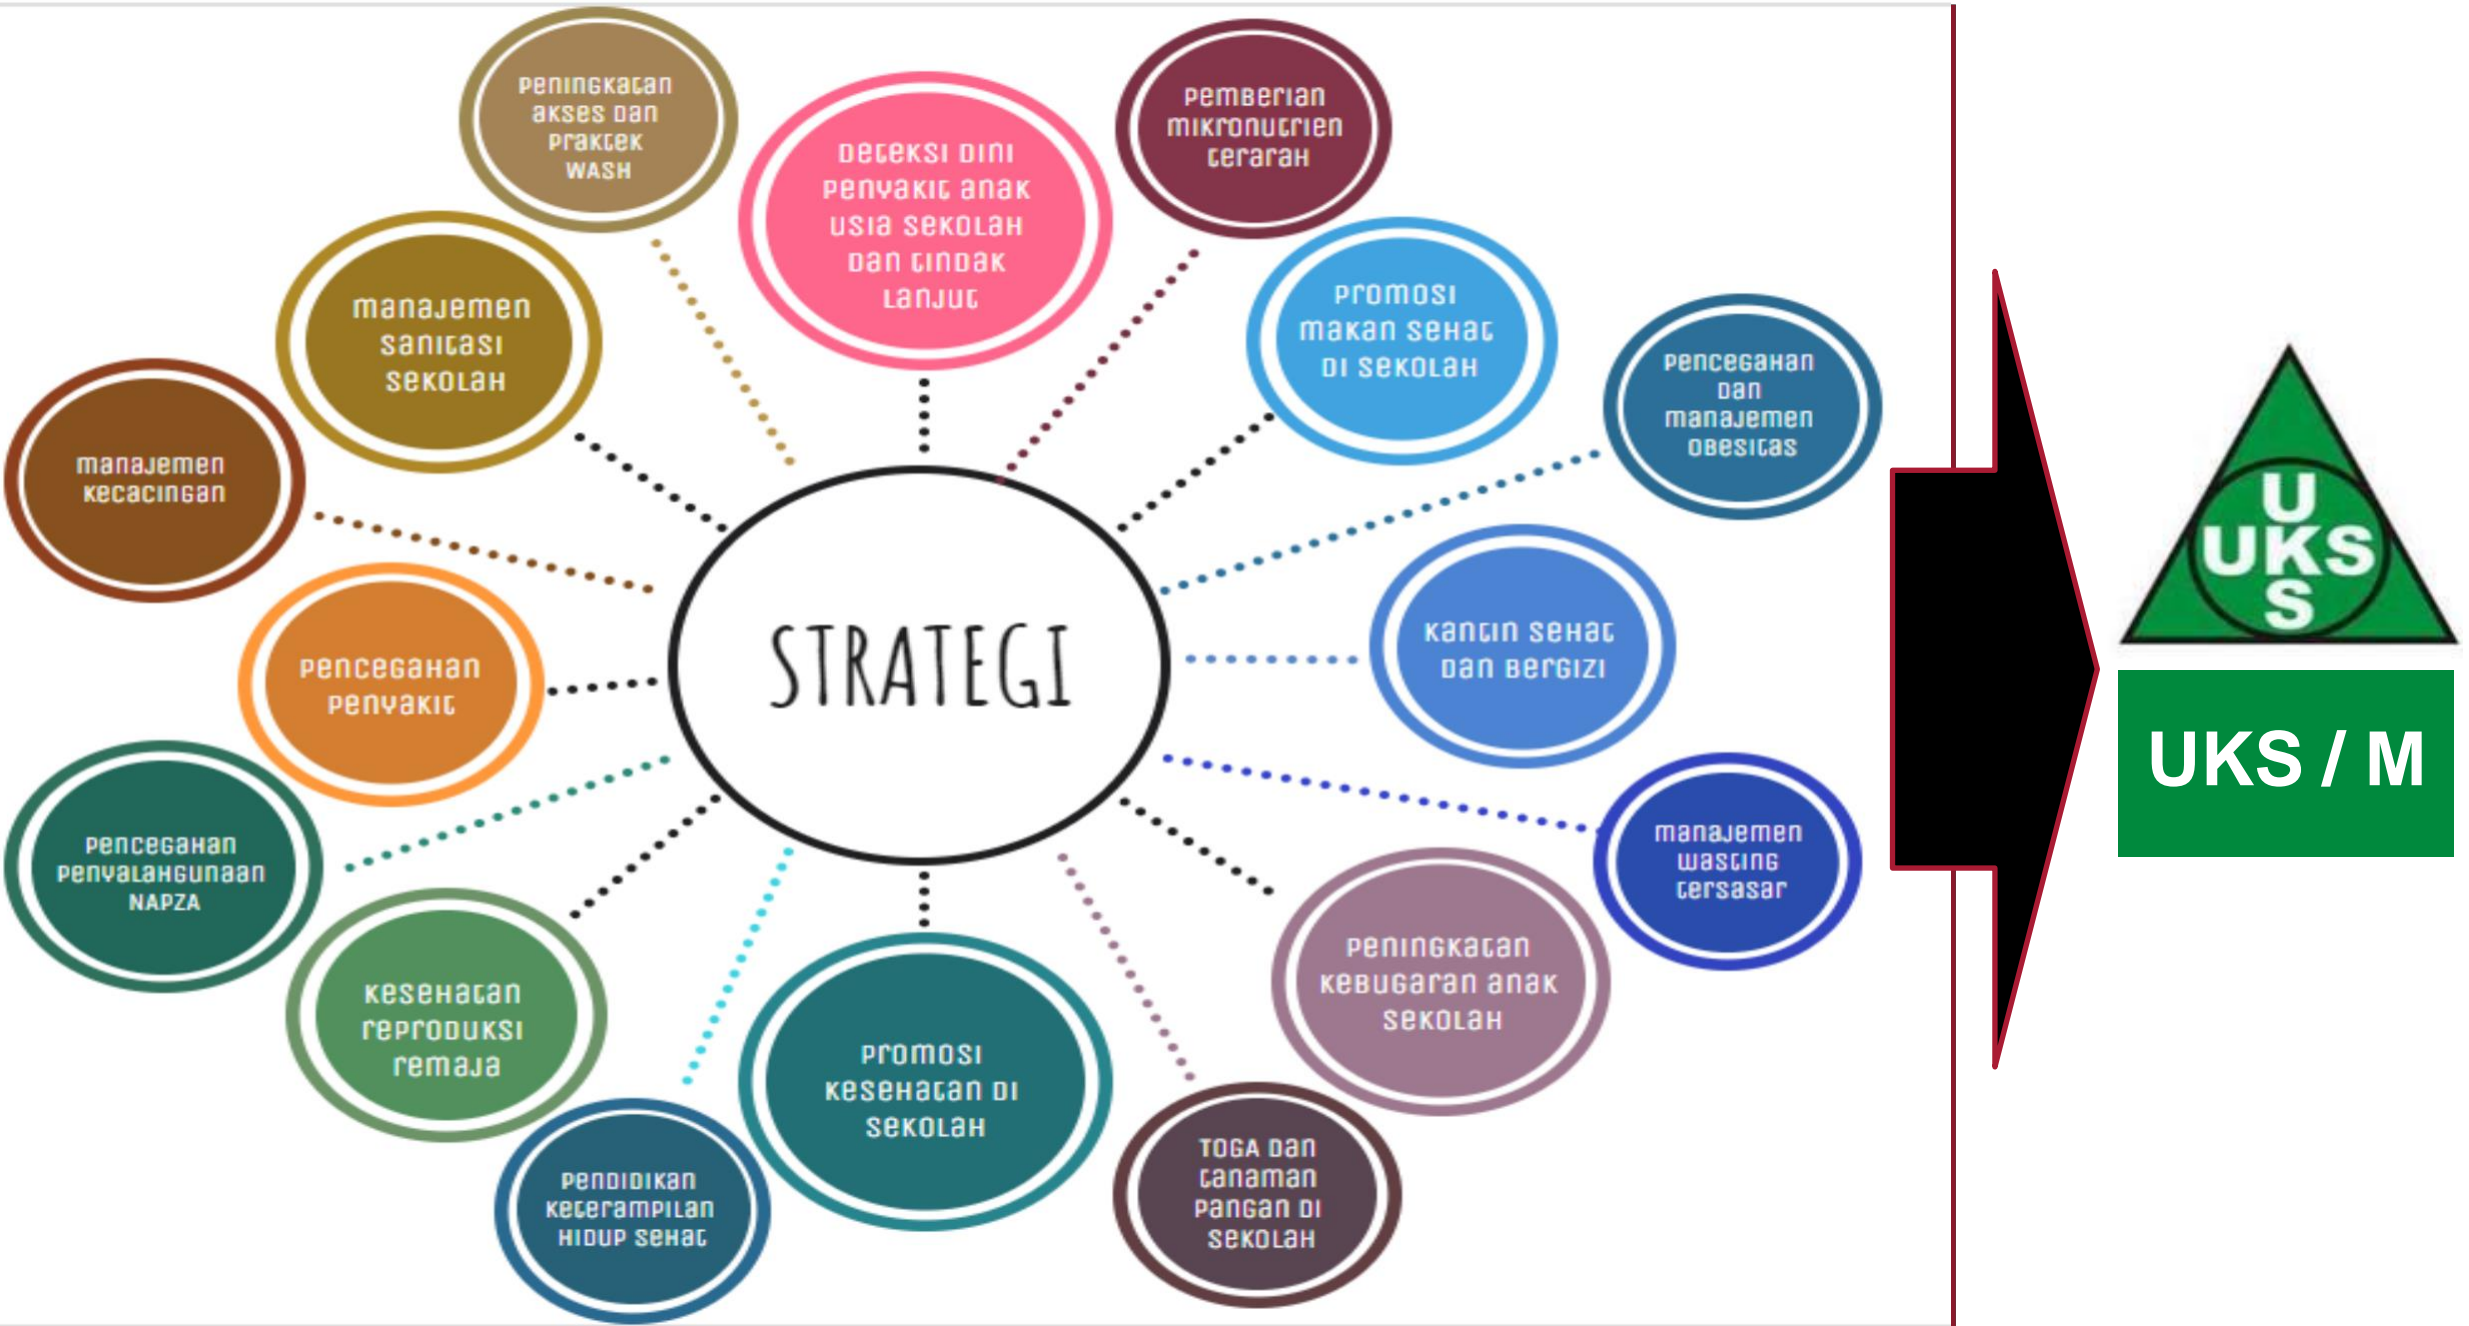 PENINGKATAN
AKSES DAN
PRAKTEK
WASH
DETEKSI DINI
PENYAKIT ANAK
USIA SEKOLAH
DAN TINDAK
LANJUT
PEMBERIAN
MIKRONUTRIEN
TERARAH
MANAJEMEN
SANITASI
SEKOLAH
PROMOSI
MAKAN SEHAT
DI SEKOLAH
PENCEGAHAN
DAN
MANAJEMEN
OBESITAS
MANAJEMEN
KECACINGAN
STRATEGI
KANTIN SEHAT
DAN BERGIZI
PENCEGAHAN
PENYAKIT
MANAJEMEN
WASTING
TERSASAR
PENCEGAHAN
PENYALAHGUNAAN
NAPZA
PENINGKATAN
KEBUGARAN ANAK
SEKOLAH
KESEHATAN
REPRODUKSI
REMAJA
PROMOSI
KESEHATAN DI
SEKOLAH
TOGA DAN
TANAMAN
PANGAN DI
SEKOLAH
PENDIDIKAN
KETERAMPILAN
HIDUP SEHAT
U
UKS
S
UKS / M